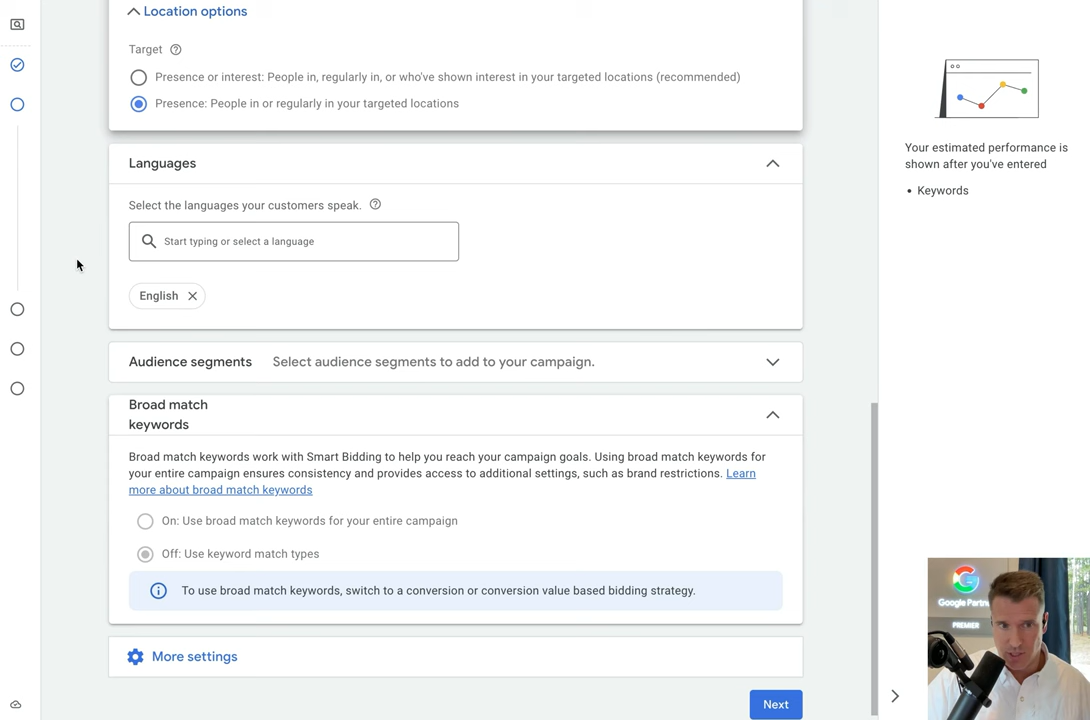 Location options
Target
Presence or interest: People in, regularly in, or who've shown interest in your targeted locations (recommended)
Presence: People in or regularly in your targeted locations
Languages
Select the languages your customers speak.
Start typing or select a language
English
Audience segments Select audience segments to add to your campaign.
Broad match
keywords
Broad match keywords work with Smart Bidding to help you reach your campaign goals. Using broad match keywords for
your entire campaign ensures consistency and provides access to additional settings, such as brand restrictions. Learn
more about broad match keywords
On: Use broad match keywords for your entire campaign
Off: Use keyword match types
To use broad match keywords, switch to a conversion or conversion value based bidding strategy.
More settings
Next
Your estimated performance is
shown after you've entered
• Keywords
Google Partn
PREMIER